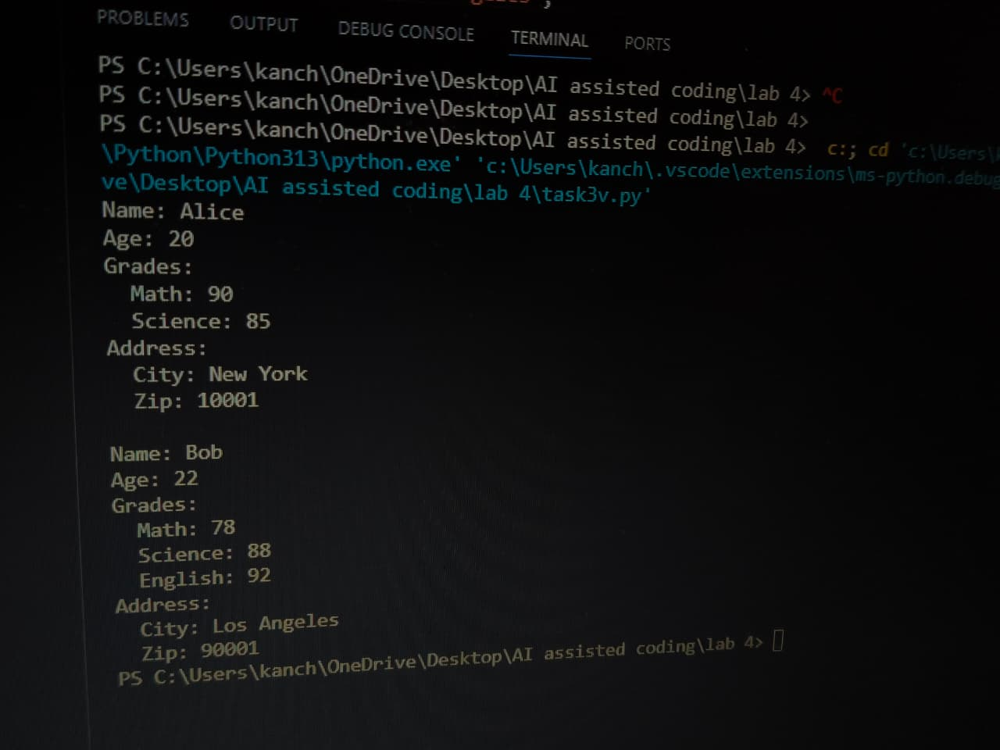 PROBLEMS OUTPUT DEBUG CONSOLE TERMINAL PORTS
PS C:\Users\kanch\OneDrive\Desktop\AI assisted coding\lab 4> ^C
PS C:\Users\kanch\OneDrive\Desktop\AI assisted coding\lab 4>
PS C:\Users\kanch\OneDrive\Desktop\AI assisted coding\lab 4>  c:; cd 'c:\Users\
\Python\Python313\python.exe' 'c:\Users\kanch\.vscode\extensions\ms-python.debug
ve\Desktop\AI assisted coding\lab 4\task3v.py'
Name: Alice
Age: 20
Grades:
  Math: 90
  Science: 85
Address:
  City: New York
  Zip: 10001

Name: Bob
Age: 22
Grades:
  Math: 78
  Science: 88
  English: 92
Address:
  City: Los Angeles
  Zip: 90001
PS C:\Users\kanch\OneDrive\Desktop\AI assisted coding\lab 4>